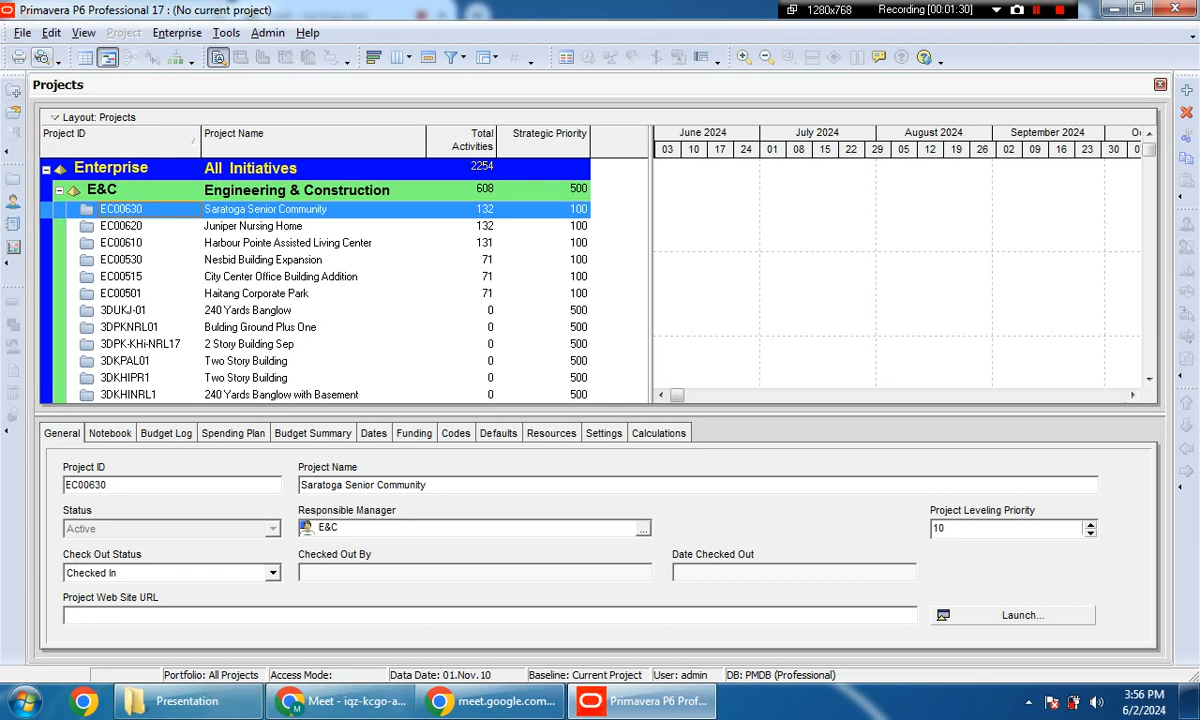 Primavera P6 Professional 17 : (No current project)
1280x768
Recording [00:01:30]
File Edit View Project Enterprise Tools Admin Help
Projects
Layout: Projects
Project ID Project Name Total Activities Strategic Priority
June 2024 July 2024 August 2024 September 2024
03 10 17 24 01 08 15 22 29 05 12 19 26 02 09 16 23 30
Enterprise All Initiatives 2254
E&C Engineering & Construction 608 500
EC00630 Saratoga Senior Community 132 100
EC00620 Juniper Nursing Home 132 100
EC00610 Harbour Pointe Assisted Living Center 131 100
EC00530 Nesbid Building Expansion 71 100
EC00515 City Center Office Building Addition 71 100
EC00501 Haitang Corporate Park 71 100
3DUKJ-01 240 Yards Banglow 0 500
3DPKNRL01 Bulding Ground Plus One 0 500
3DPK-KHi-NRL17 2 Story Building Sep 0 500
3DKPAL01 Two Story Building 0 500
3DKHIPR1 Two Story Building 0 500
3DKHINRL1 240 Yards Banglow with Basement 0 500
General Notebook Budget Log Spending Plan Budget Summary Dates Funding Codes Defaults Resources Settings Calculations
Project ID Project Name
EC00630 Saratoga Senior Community
Status Responsible Manager Project Leveling Priority
Active E&C ... 10
Check Out Status Checked Out By Date Checked Out
Checked In
Project Web Site URL
Launch...
Portfolio: All Projects Access Mode: Data Date: 01.Nov.10 Baseline: Current Project User: admin DB: PMDB (Professional)
Presentation Meet - iqz-kcgo-a... meet.google.com... Primavera P6 Prof...
3:56 PM
6/2/2024